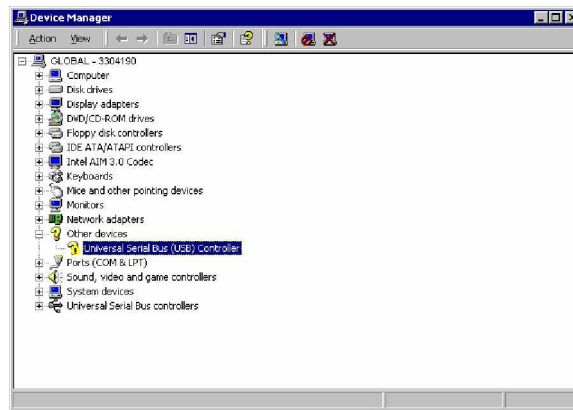 Device Manager
Action View
GLOBAL - 3304190
Computer
Disk drives
Display adapters
DVD/CD-ROM drives
Floppy disk controllers
IDE ATA/ATAPI controllers
Intel AIM 3.0 Codec
Keyboards
Mice and other pointing devices
Monitors
Network adapters
Other devices
Universal Serial Bus (USB) Controller
Ports (COM & LPT)
Sound, video and game controllers
System devices
Universal Serial Bus controllers